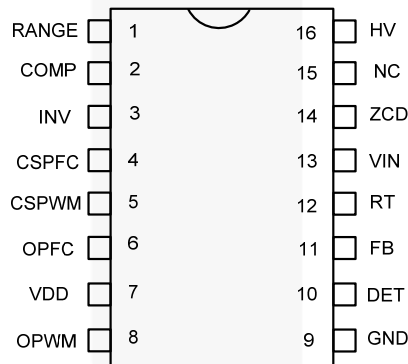 RANGE 1 16 HV
COMP 2 15 NC
INV 3 14 ZCD
CSPFC 4 13 VIN
CSPWM 5 12 RT
OPFC 6 11 FB
VDD 7 10 DET
OPWM 8 9 GND